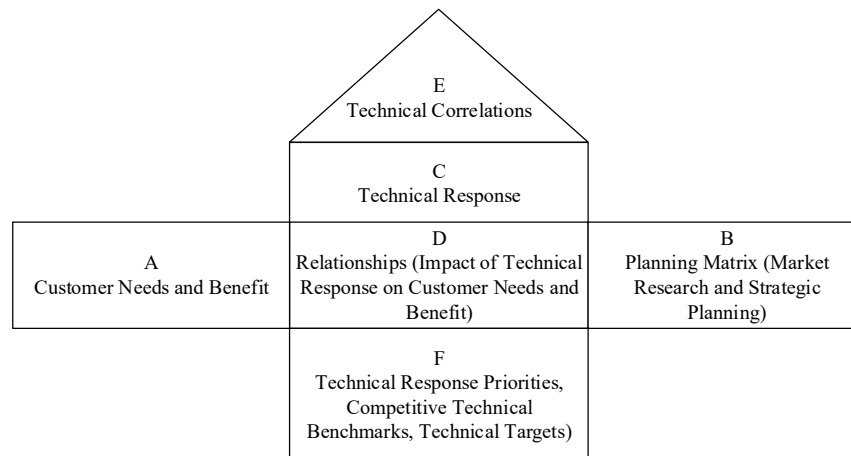 E
Technical Correlations
C
Technical Response
A
Customer Needs and Benefit
D
Relationships (Impact of Technical
Response on Customer Needs and
Benefit)
B
Planning Matrix (Market
Research and Strategic
Planning)
F
Technical Response Priorities,
Competitive Technical
Benchmarks, Technical Targets)